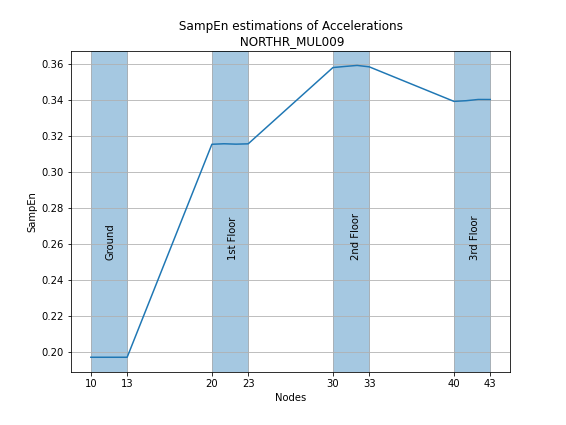 SampEn estimations of Accelerations
NORTHR_MUL009
0.36
0.34
0.32
0.30
0.28
0.26
0.24
0.22
0.20
SampEn
Ground
1st Floor
2nd Floor
3rd Floor
10 13 20 23 30 33 40 43
Nodes